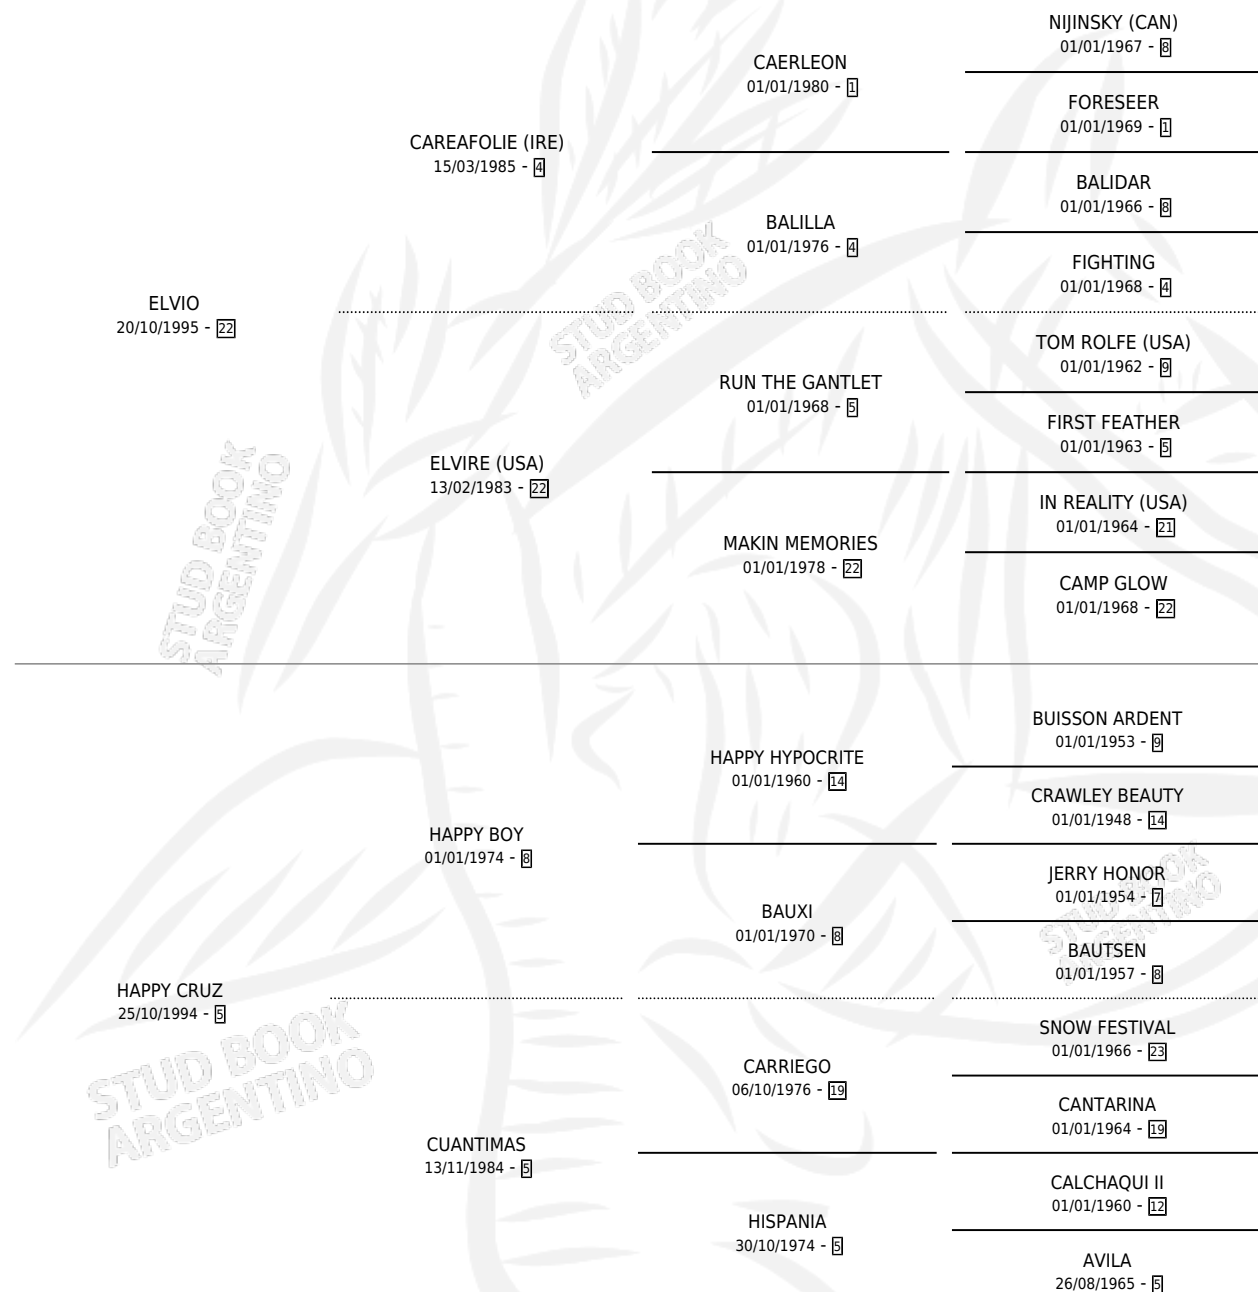 NIJINSKY (CAN)
01/01/1967 - 8
CAERLEON
01/01/1980 - 1
FORESEER
01/01/1969 - 1
CAREAFOLIE (IRE)
15/03/1985 - 4
BALIDAR
01/01/1966 - 8
BALILLA
01/01/1976 - 4
FIGHTING
01/01/1968 - 4
ELVIO
20/10/1995 - 22
STUD BOOK
ARGENTINO
TOM ROLFE (USA)
01/01/1962 - 9
RUN THE GANTLET
01/01/1968 - 5
FIRST FEATHER
01/01/1963 - 5
ELVIRE (USA)
13/02/1983 - 22
STUD BOOK
ARGENTINO
IN REALITY (USA)
01/01/1964 - 21
MAKIN MEMORIES
01/01/1978 - 22
CAMP GLOW
01/01/1968 - 22
BUISSON ARDENT
01/01/1953 - 9
HAPPY HYPOCRITE
01/01/1960 - 14
CRAWLEY BEAUTY
01/01/1948 - 14
HAPPY BOY
01/01/1974 - 8
JERRY HONOR
01/01/1954 - 7
STUD BOOK
ARGENTINO
BAUXI
01/01/1970 - 8
BAUTSEN
01/01/1957 - 8
HAPPY CRUZ
25/10/1994 - 5
STUD BOOK
ARGENTINO
SNOW FESTIVAL
01/01/1966 - 23
CARRIEGO
06/10/1976 - 19
CANTARINA
01/01/1964 - 19
CUANTIMAS
13/11/1984 - 5
CALCHAQUI II
01/01/1960 - 12
HISPANIA
30/10/1974 - 5
AVILA
26/08/1965 - 5